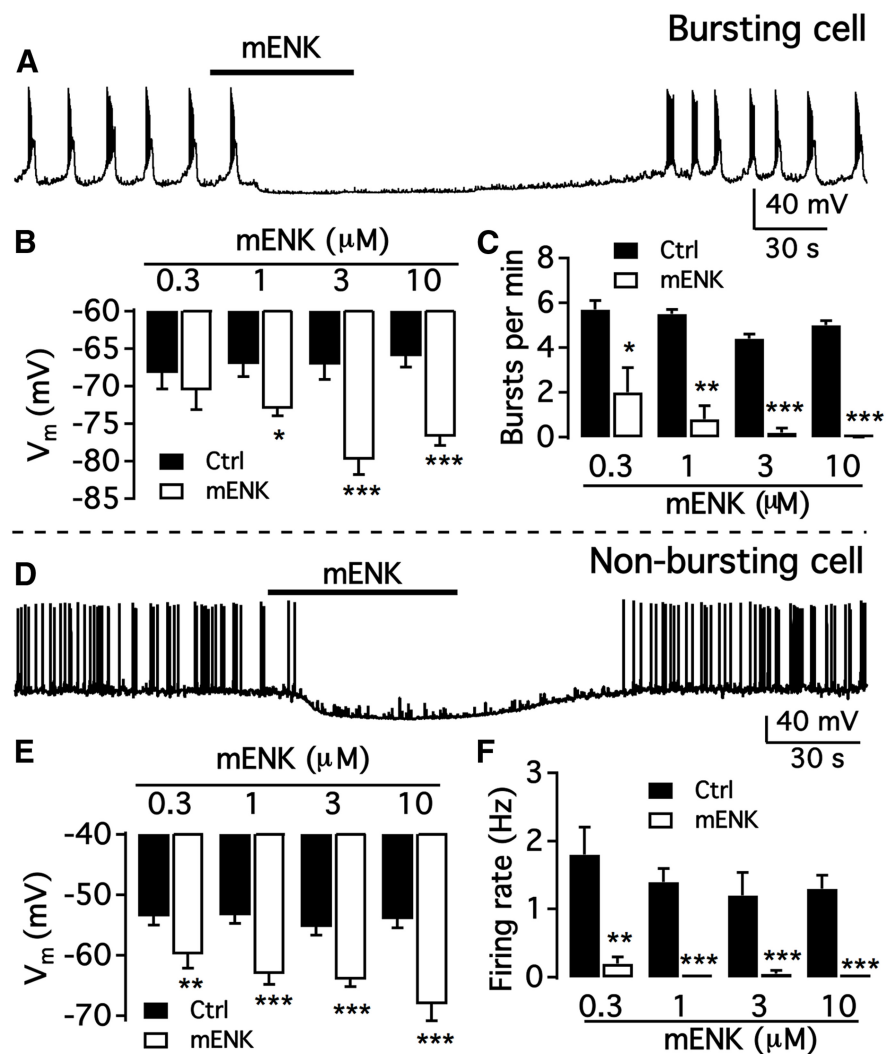 Bursting cell
A
mENK
40 mV
30 s
B
mENK (μM)
0.3 1 3 10
-60
-65
-70
-75
-80
-85
Vm (mV)
Ctrl
mENK
*
***
***
C
Bursts per min
8
6
4
2
0
Ctrl
mENK
*
**
***
***
0.3 1 3 10
mENK (μM)
Non-bursting cell
D
mENK
40 mV
30 s
E
mENK (μM)
0.3 1 3 10
-40
-50
-60
-70
Vm (mV)
**
***
***
***
Ctrl
mENK
F
Firing rate (Hz)
3
2
1
0
Ctrl
mENK
**
***
***
***
0.3 1 3 10
mENK (μM)